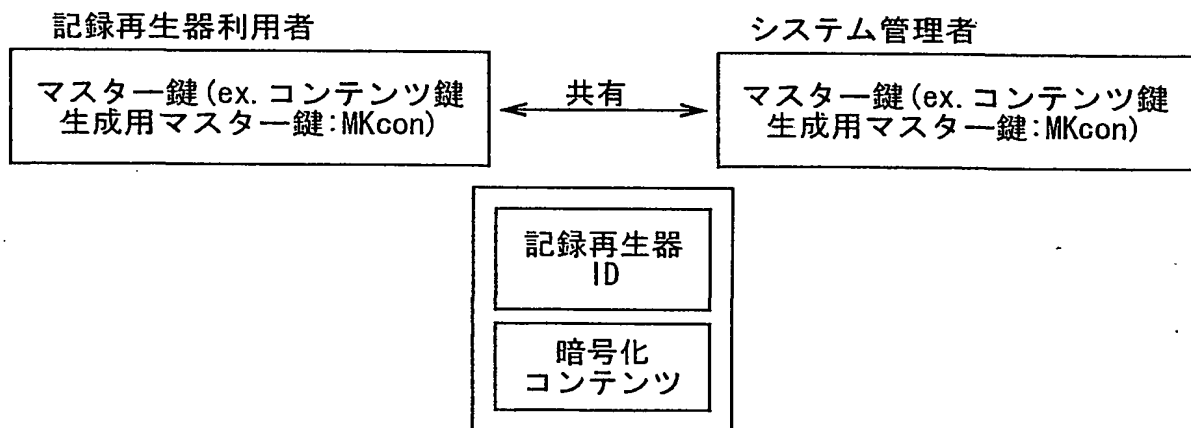 記録再生器利用者
システム管理者
マスター鍵(ex.コンテンツ鍵
生成用マスター鍵:MKcon)
共有
マスター鍵(ex.コンテンツ鍵
生成用マスター鍵:MKcon)
記録再生器
ID
暗号化
コンテンツ